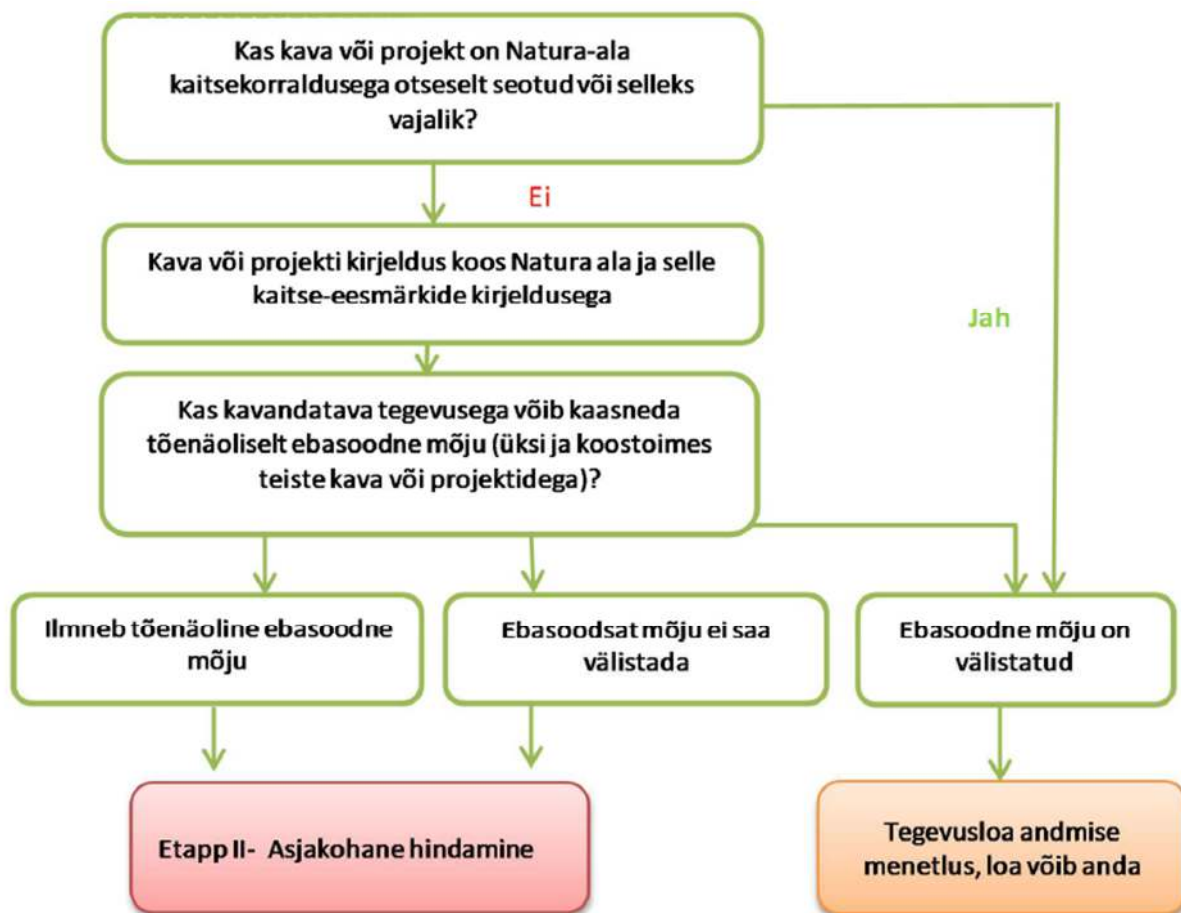 Kas kava või projekt on Natura-ala
kaitsekorraldusega otseselt seotud või selleks
vajalik?
Ei
Kava või projekti kirjeldus koos Natura ala ja selle
kaitse-eesmärkide kirjeldusega
Jah
Kas kavandatava tegevusega võib kaasneda
tõenäoliselt ebasoodne mõju (üksi ja koostoimes
teiste kava või projektidega)?
Ilmneb tõenäoline ebasoodne
mõju
Ebasoodsat mõju ei saa
välistada
Ebasoodne mõju on
välistatud
Etapp II- Asjakohane hindamine
Tegevusloa andmise
menetlus, loa võib anda